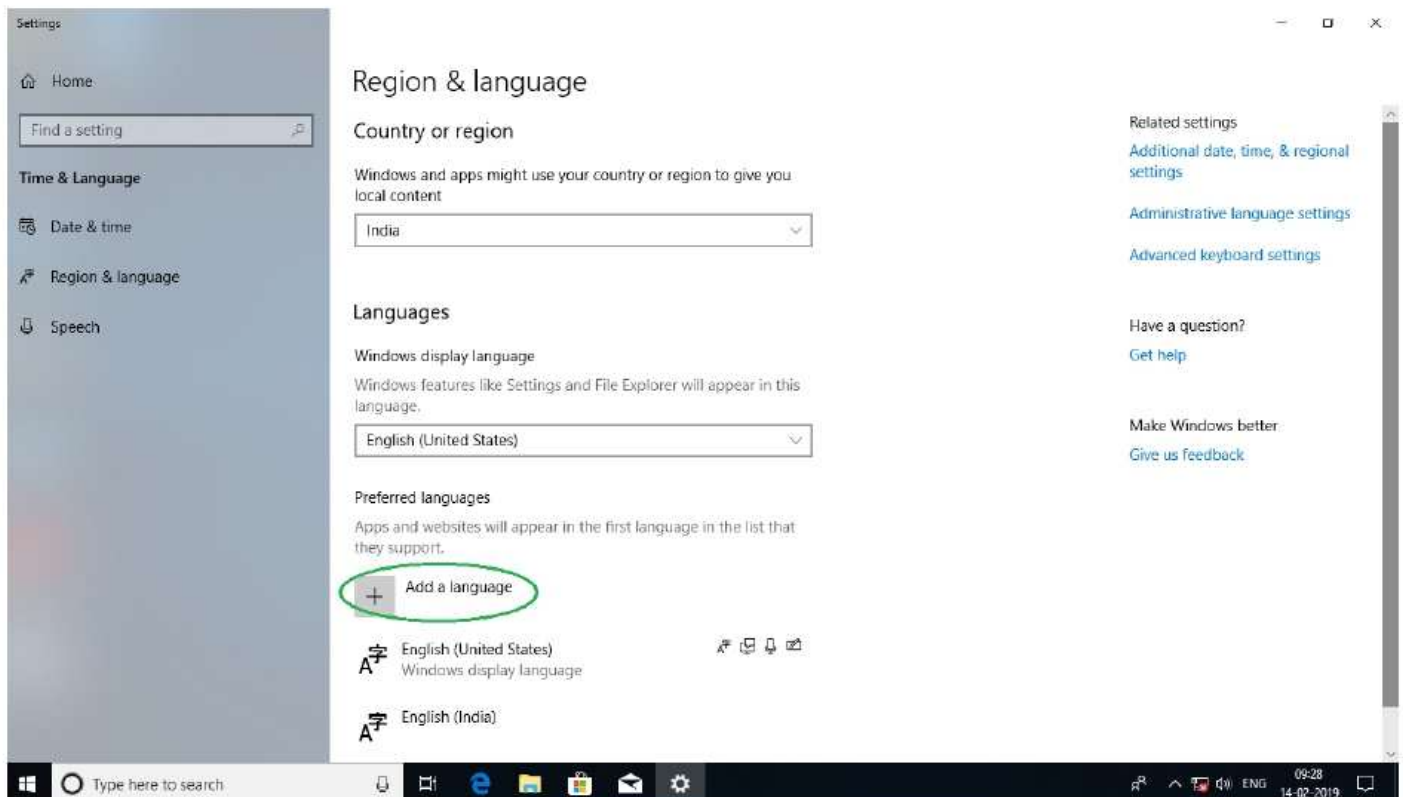 Settings
Home
Find a setting
Time & Language
Date & time
Region & language
Speech
Region & language
Country or region
Windows and apps might use your country or region to give you
local content
India
Languages
Windows display language
Windows features like Settings and File Explorer will appear in this
language.
English (United States)
Preferred languages
Apps and websites will appear in the first language in the list that
they support.
Add a language
A字 English (United States)
Windows display language
A字 English (India)
Related settings
Additional date, time, & regional
settings
Administrative language settings
Advanced keyboard settings
Have a question?
Get help
Make Windows better
Give us feedback
Type here to search
ENG
09:28
14-02-2019